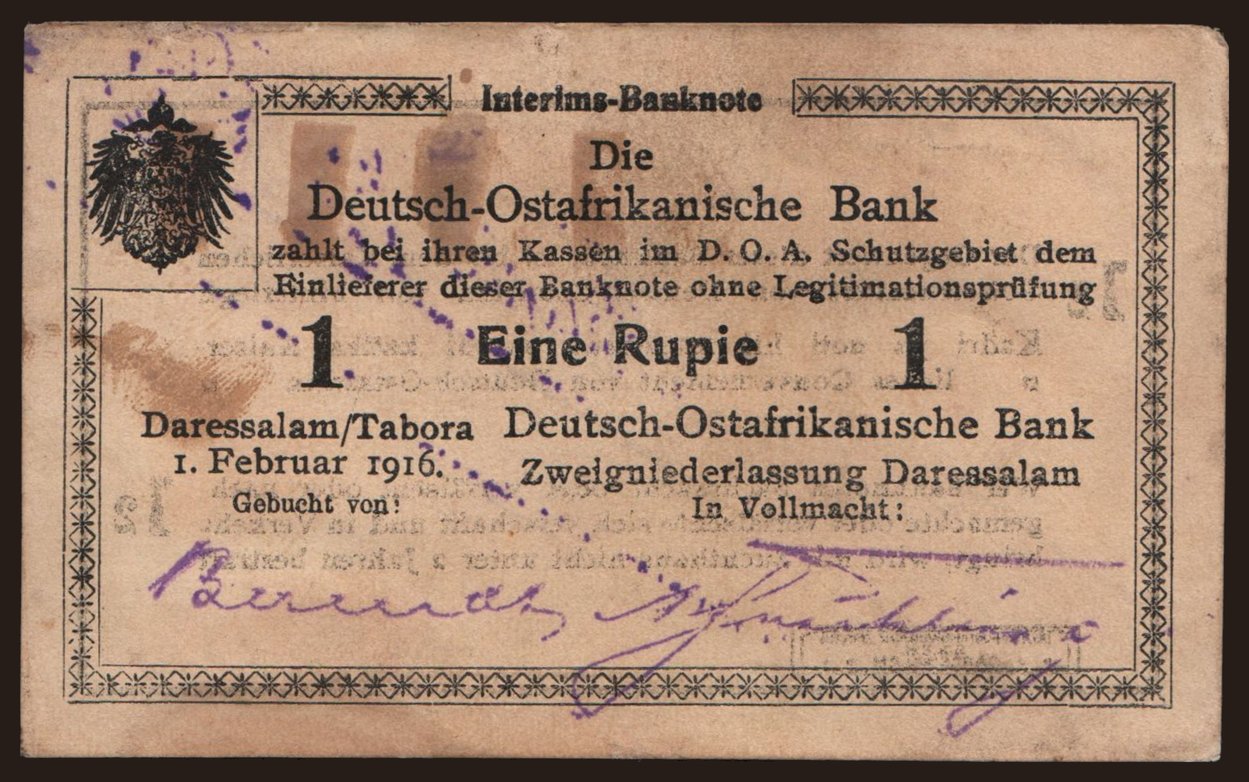 Interims-Banknote
Die
Deutsch-Ostafrikanische Bank
zahlt bei ihren Kassen im D. O. A. Schutzgebiet dem
Einlieferer dieser Banknote ohne Legitimationsprüfung
1 Eine Rupie 1
Daressalam/Tabora
1. Februar 1916.
Gebucht von:
Deutsch-Ostafrikanische Bank
Zweigniederlassung Daressalam
In Vollmacht: